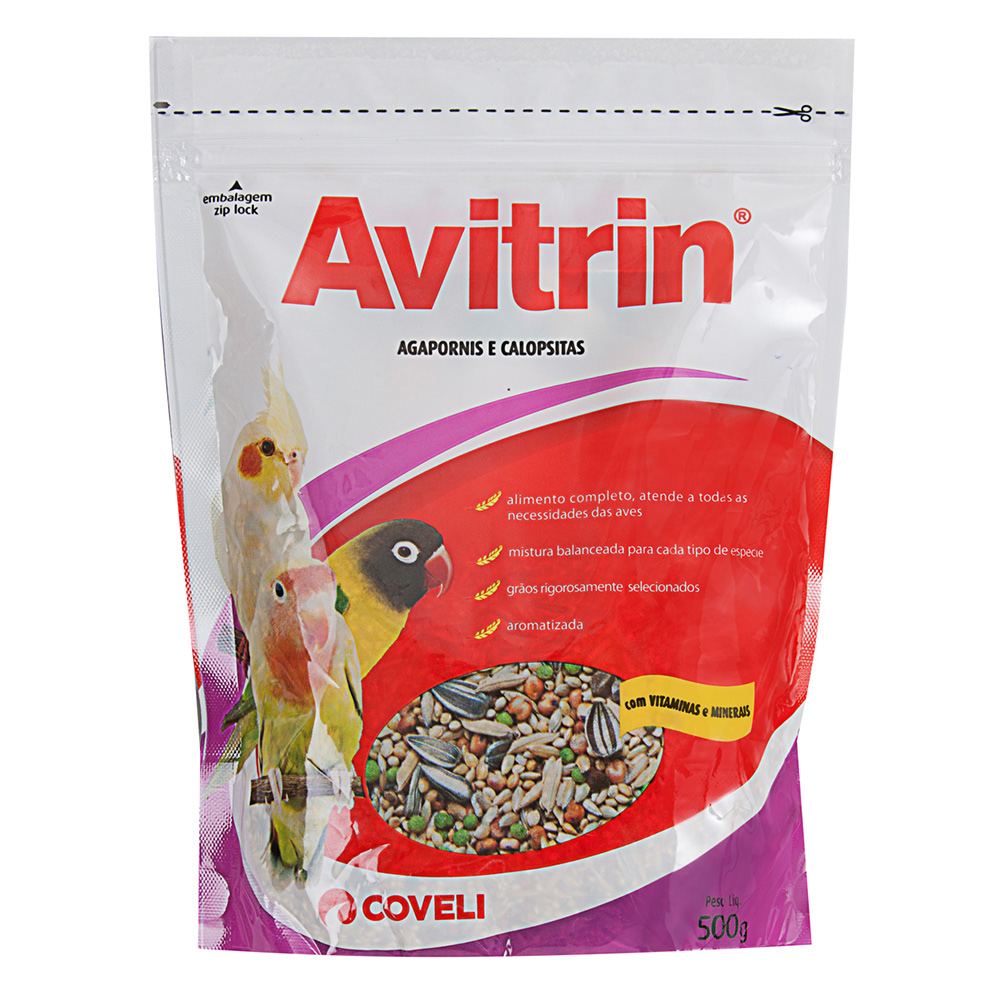 embalagem
zip lock
Avitrin®
AGAPORNIS E CALOPSITAS
alimento completo, atende a todas as
necessidades das aves
mistura balanceada para cada tipo de espécie
grãos rigorosamente selecionados
aromatizada
com VITAMINAS e MINERAIS
COVELI
Peso Líq.
500g